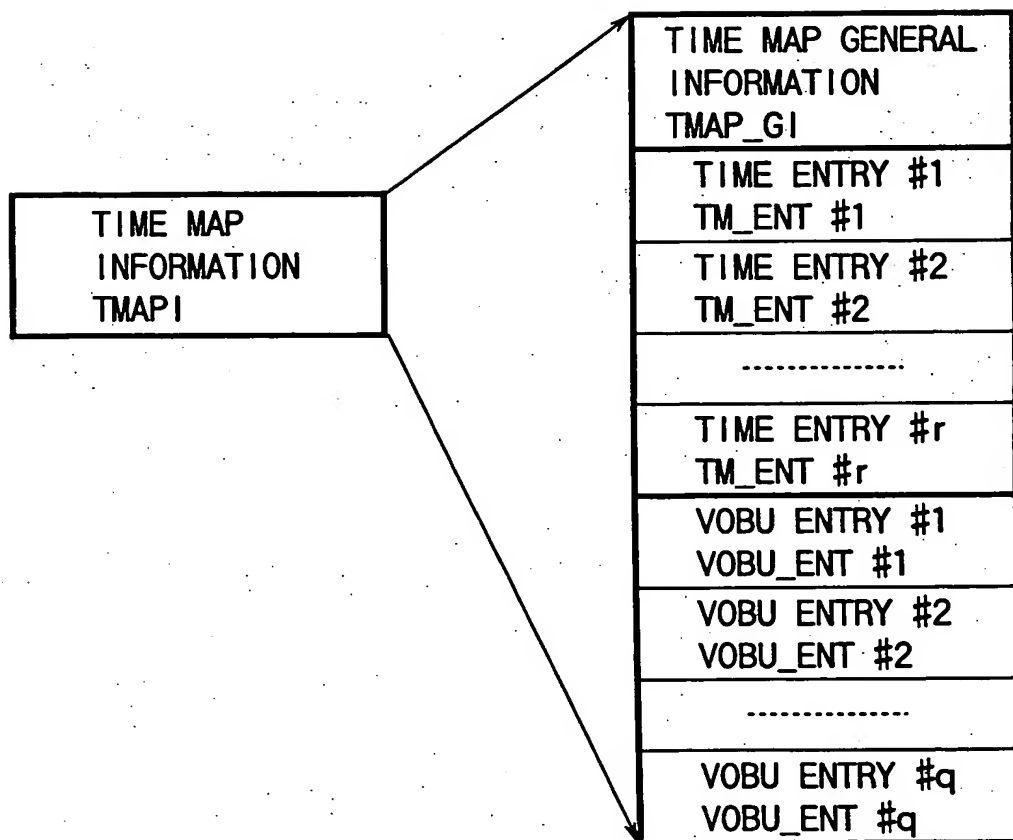 TIME MAP
INFORMATION
TMAPI
TIME MAP GENERAL
INFORMATION
TMAP_GI
TIME ENTRY #1
TM_ENT #1
TIME ENTRY #2
TM_ENT #2
---------------
TIME ENTRY #r
TM_ENT #r
VOBU ENTRY #1
VOBU_ENT #1
VOBU ENTRY #2
VOBU_ENT #2
---------------
VOBU ENTRY #q
VOBU_ENT #q